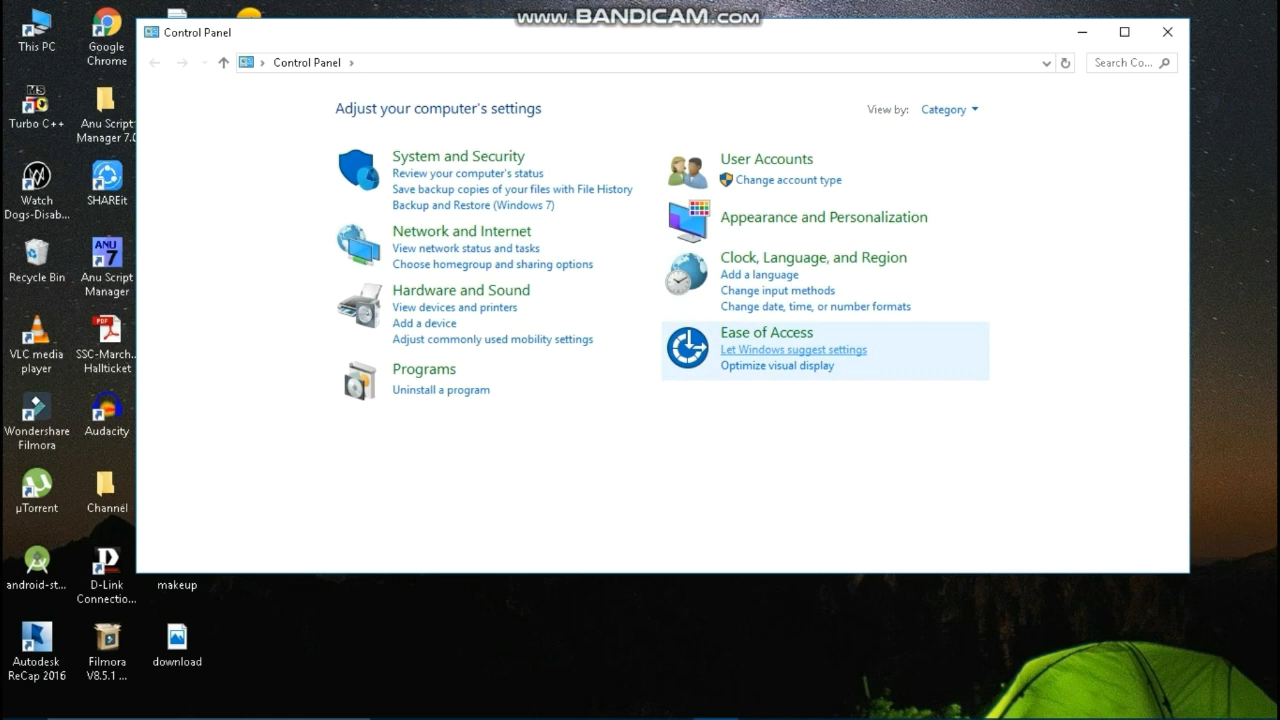 www.BANDICAM.com
Control Panel
Control Panel
Search Co...
Adjust your computer's settings
View by:
Category
System and Security
Review your computer's status
Save backup copies of your files with File History
Backup and Restore (Windows 7)
Network and Internet
View network status and tasks
Choose homegroup and sharing options
Hardware and Sound
View devices and printers
Add a device
Adjust commonly used mobility settings
Programs
Uninstall a program
User Accounts
Change account type
Appearance and Personalization
Clock, Language, and Region
Add a language
Change input methods
Change date, time, or number formats
Ease of Access
Let Windows suggest settings
Optimize visual display
This PC
Google
Chrome
MS
Turbo C++
Anu Script
Manager 7.0
Watch
Dogs-Disab...
SHAREit
Recycle Bin
ANU
7
Anu Script
Manager
VLC media
player
PDF
SSC-March...
Hallticket
Wondershare
Filmora
Audacity
µTorrent
Channel
android-st...
D
D-Link
Connectio...
makeup
Autodesk
ReCap 2016
Filmora
V8.5.1 ...
download